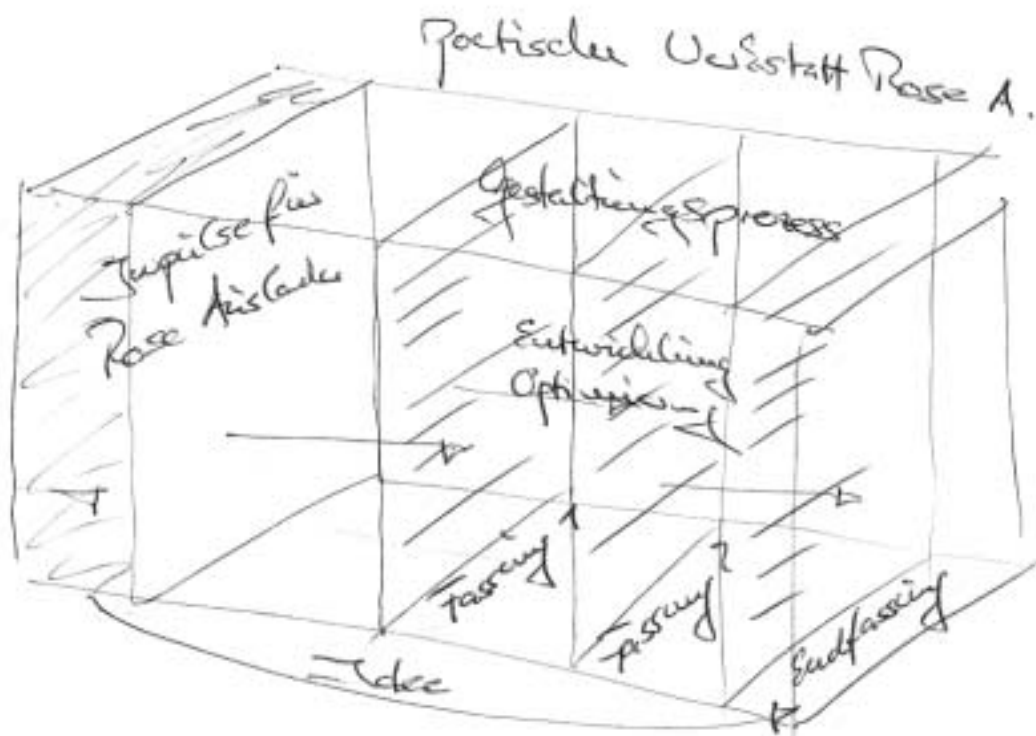 Poetische Werkstatt Rose A.
Impulse für
Rose Ausländer
Gestaltungsprozess
Entwicklung
Optimierung
Fassung 1
Fassung 2
Endfassung
Idee